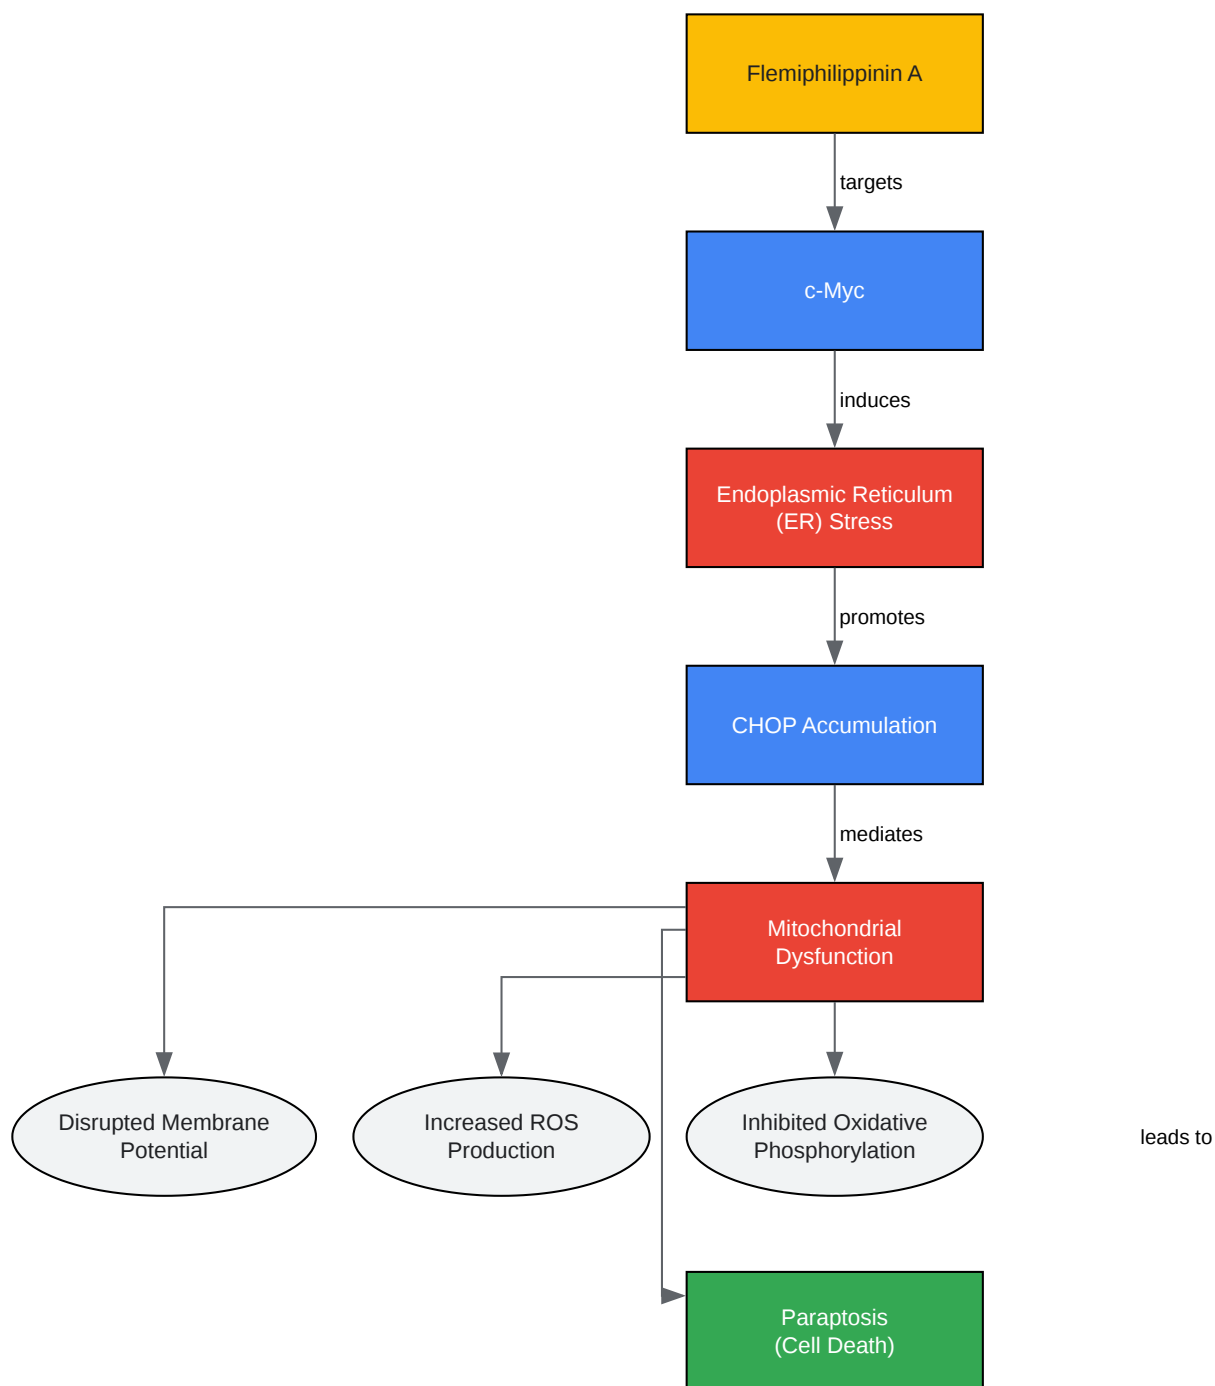 Flemiphilippinin A
targets
c-Myc
induces
Endoplasmic Reticulum
(ER) Stress
promotes
CHOP Accumulation
mediates
Mitochondrial
Dysfunction
Disrupted Membrane
Potential
Increased ROS
Production
Inhibited Oxidative
Phosphorylation
leads to
Paraptosis
(Cell Death)